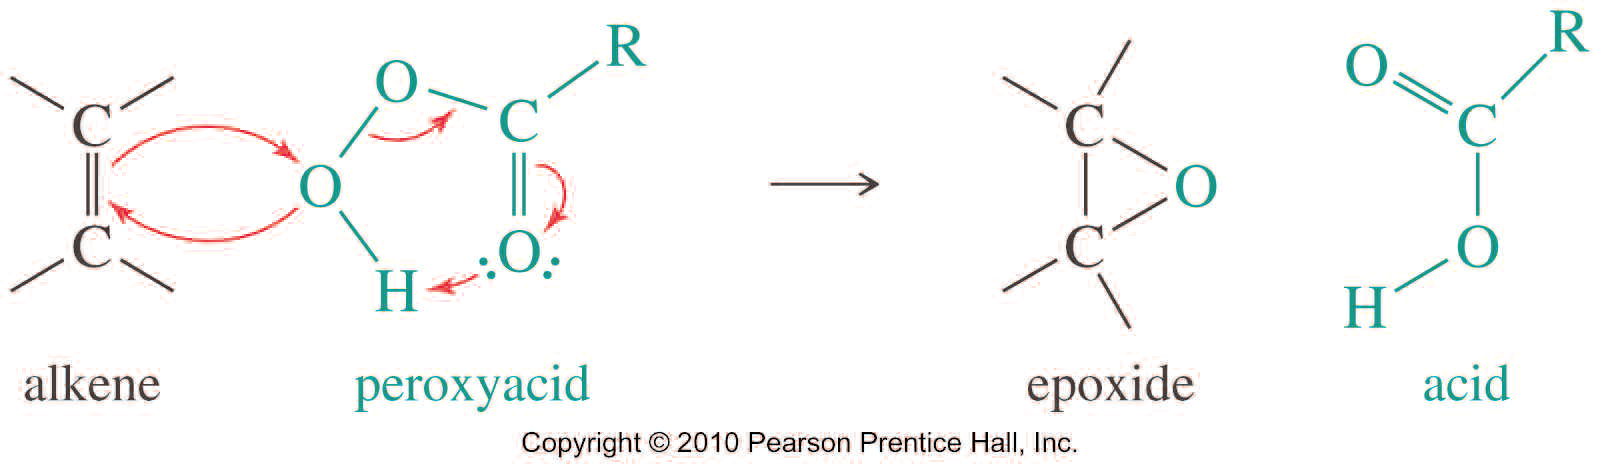 R
O
C
C
O
C
O
H
:O:
alkene
peroxyacid
C
O
C
epoxide
R
O
C
O
H
acid
Copyright © 2010 Pearson Prentice Hall, Inc.